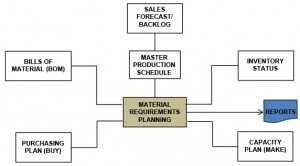 SALES
FORECAST/
BACKLOG
MASTER
PRODUCTION
SCHEDULE
BILLS OF
MATERIAL (BOM)
INVENTORY
STATUS
MATERIAL
REQUIREMENTS
PLANNING
REPORTS
PURCHASING
PLAN (BUY)
CAPACITY
PLAN (MAKE)